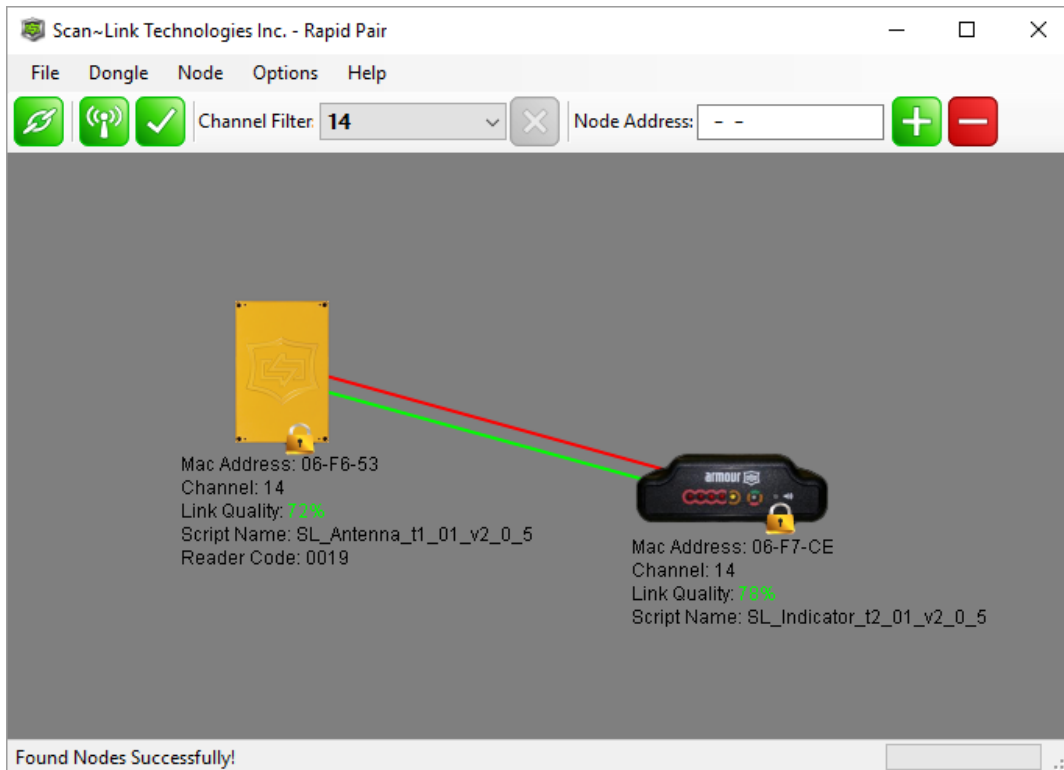 Scan~Link Technologies Inc. - Rapid Pair
File Dongle Node Options Help
Channel Filter: 14 Node Address: - -
Mac Address: 06-F6-53
Channel: 14
Link Quality: 72%
Script Name: SL_Antenna_t1_01_v2_0_5
Reader Code: 0019
armour
Mac Address: 06-F7-CE
Channel: 14
Link Quality: 78%
Script Name: SL_Indicator_t2_01_v2_0_5
Found Nodes Successfully!